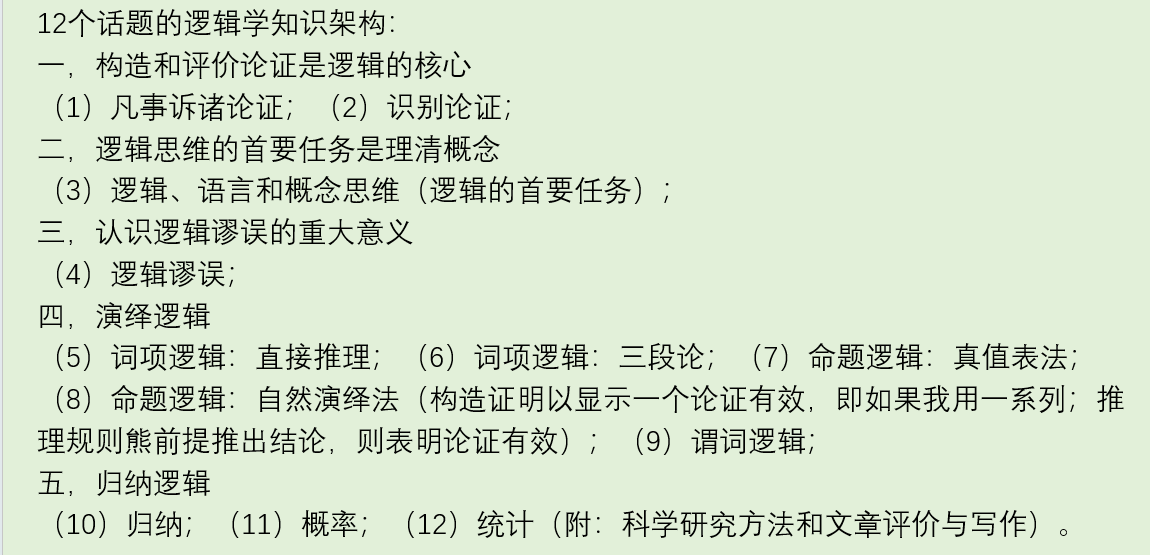 12个话题的逻辑学知识架构：
一，构造和评价论证是逻辑的核心
（1）凡事诉诸论证；（2）识别论证；
二，逻辑思维的首要任务是理清概念
（3）逻辑、语言和概念思维（逻辑的首要任务）；
三，认识逻辑谬误的重大意义
（4）逻辑谬误；
四，演绎逻辑
（5）词项逻辑：直接推理；（6）词项逻辑：三段论；（7）命题逻辑：真值表法；
（8）命题逻辑：自然演绎法（构造证明以显示一个论证有效，即如果我用一系列；推
理规则熊前提推出结论，则表明论证有效）；（9）谓词逻辑；
五，归纳逻辑
（10）归纳；（11）概率；（12）统计（附：科学研究方法和文章评价与写作）。